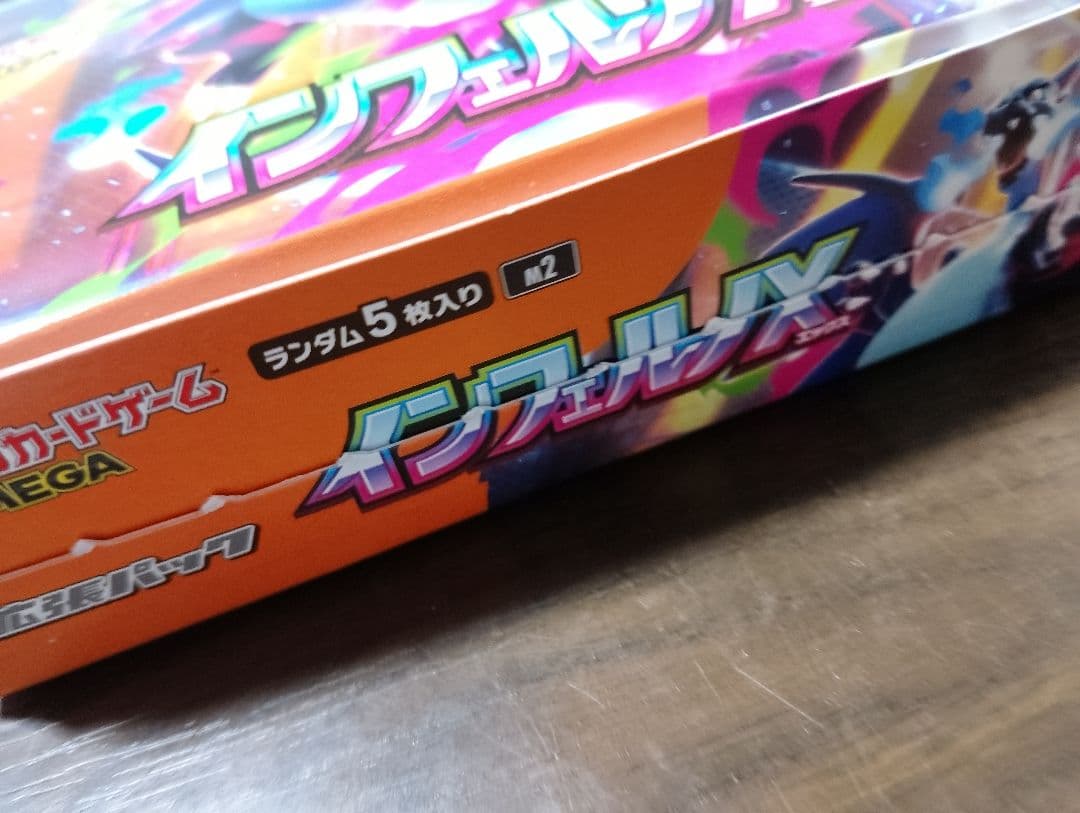 インフェルノX
ランダム5枚入り
M2
カードゲーム
MEGA
インフェルノX
エックス
拡張パック